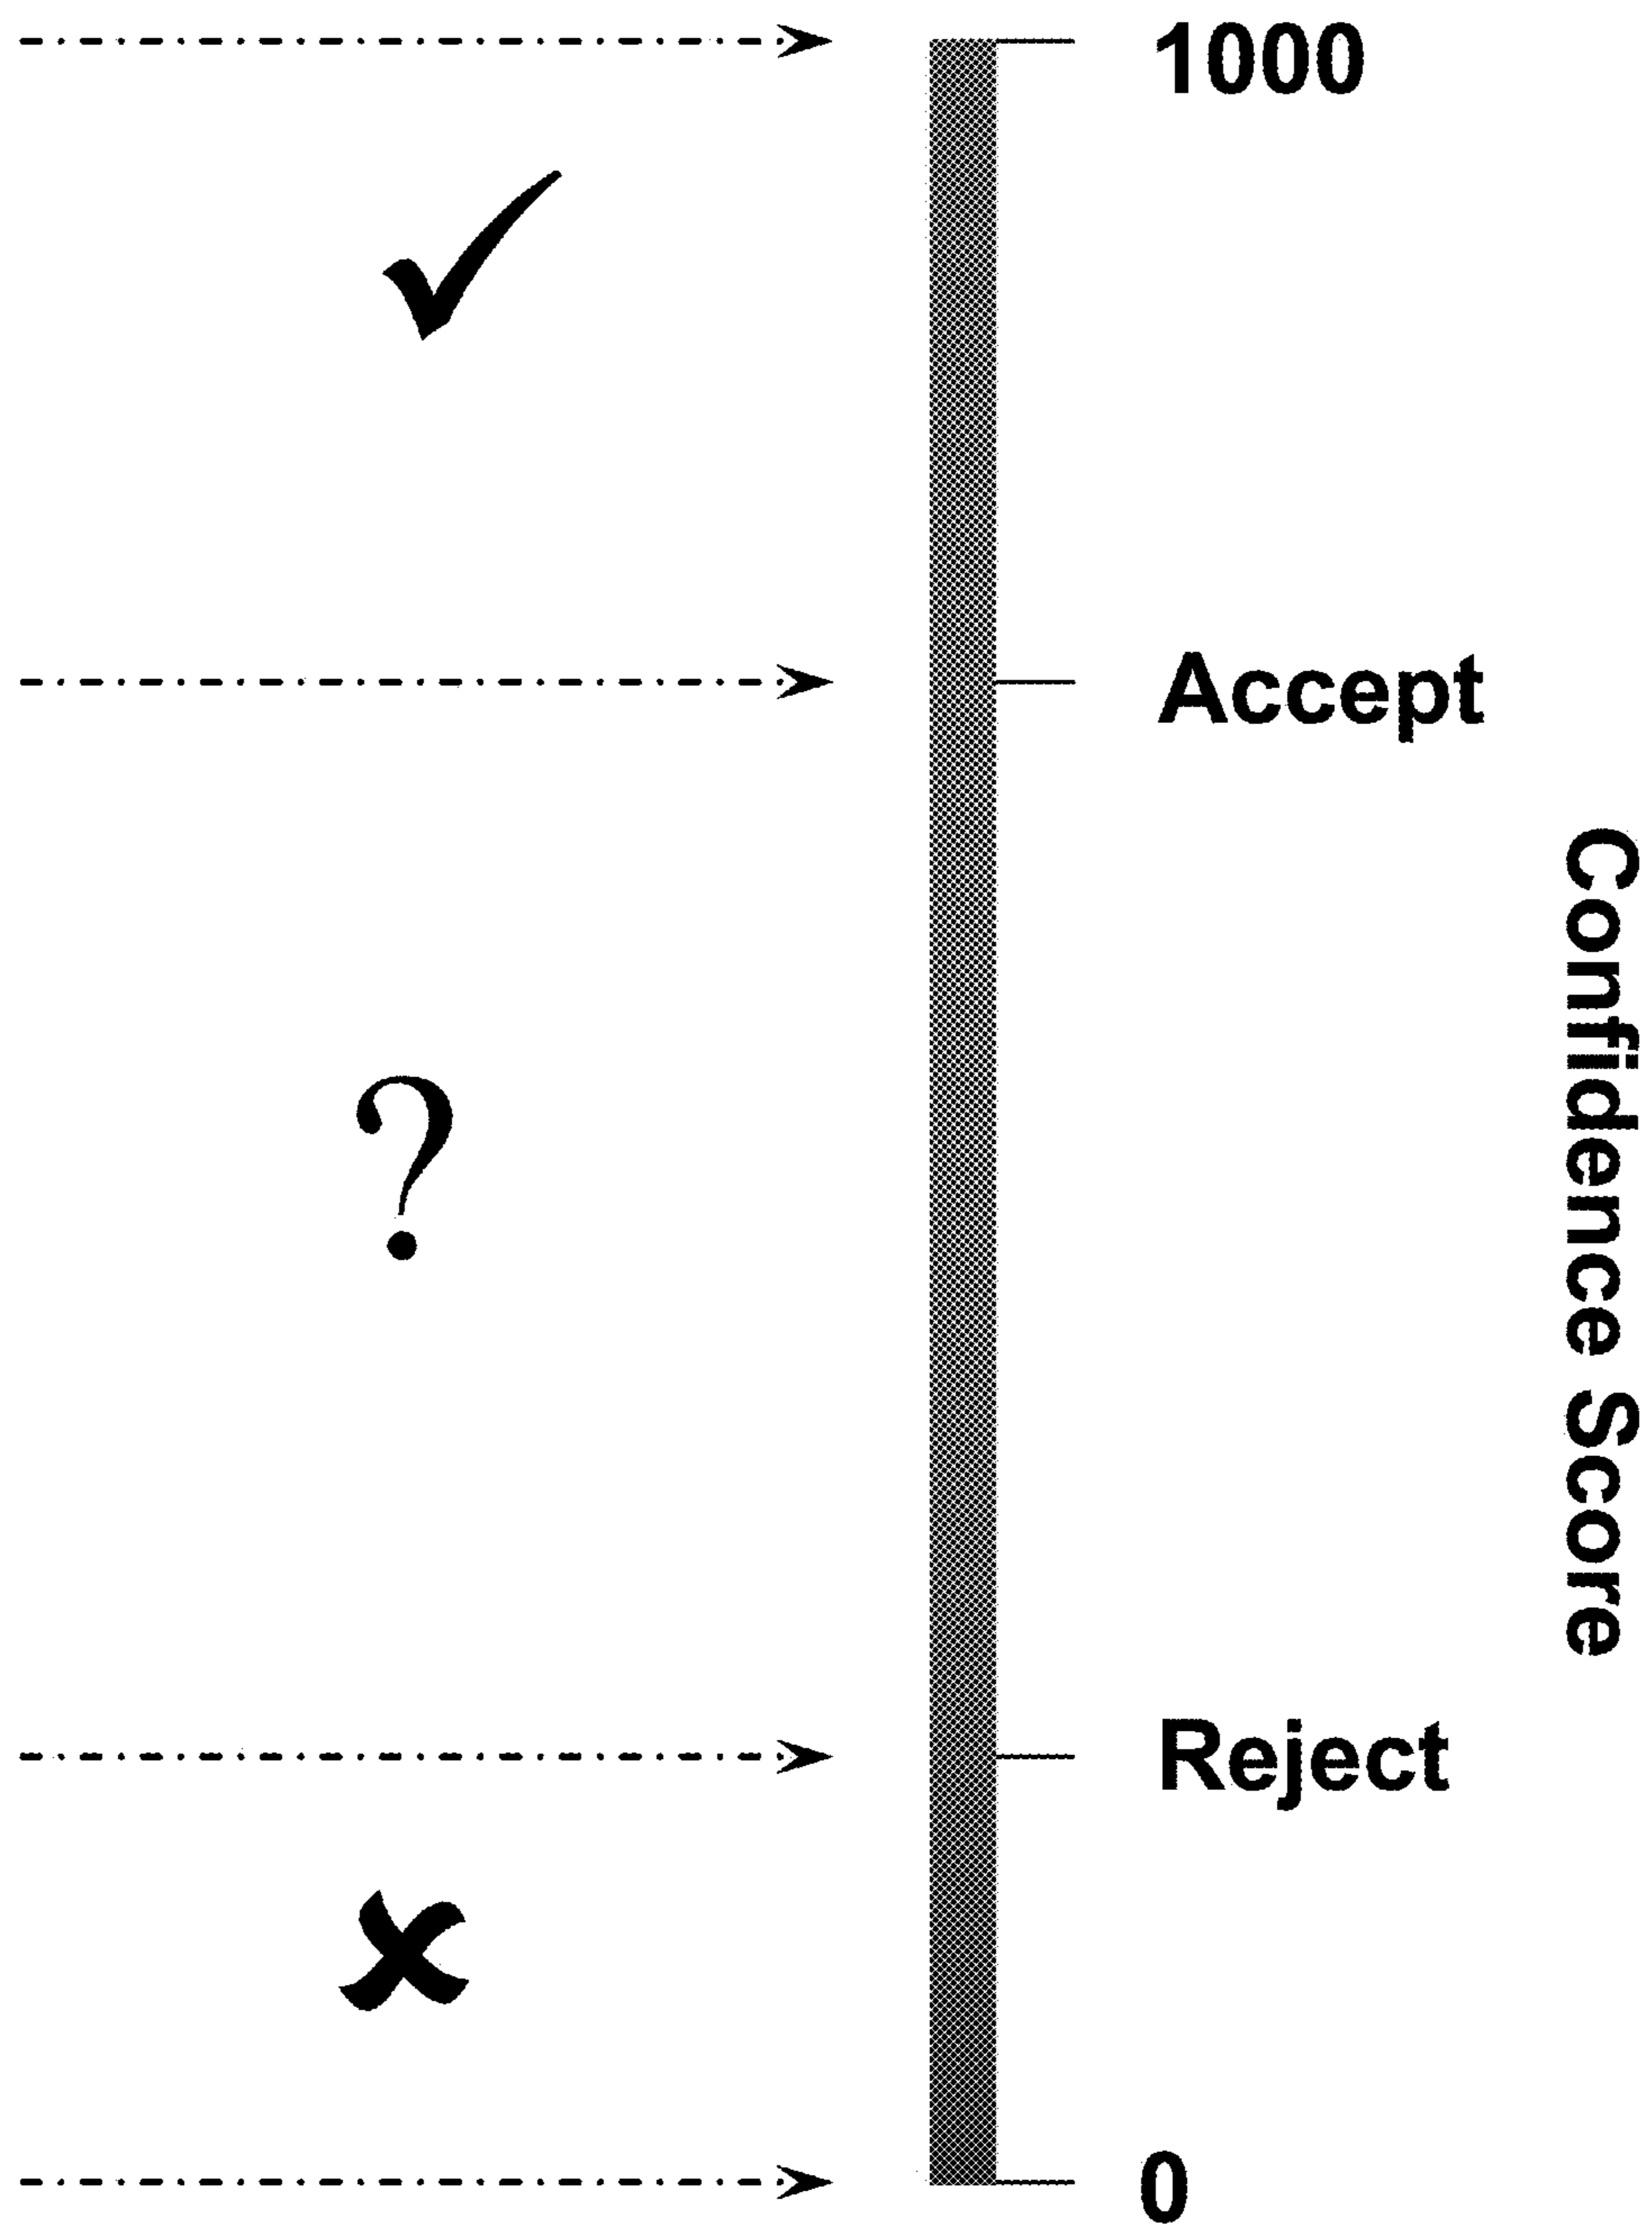 1000
✓
Accept
Confidence Score
?
Reject
✘
0